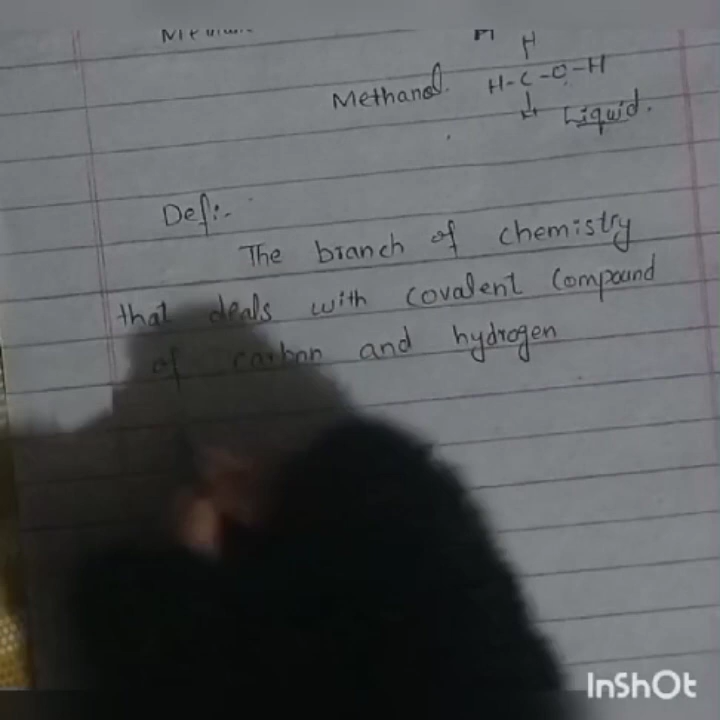 H
Methanol. H-C-O-H
H Liquid.
Def:-
The branch of chemistry
that deals with covalent compound
of carbon and hydrogen
InShOt